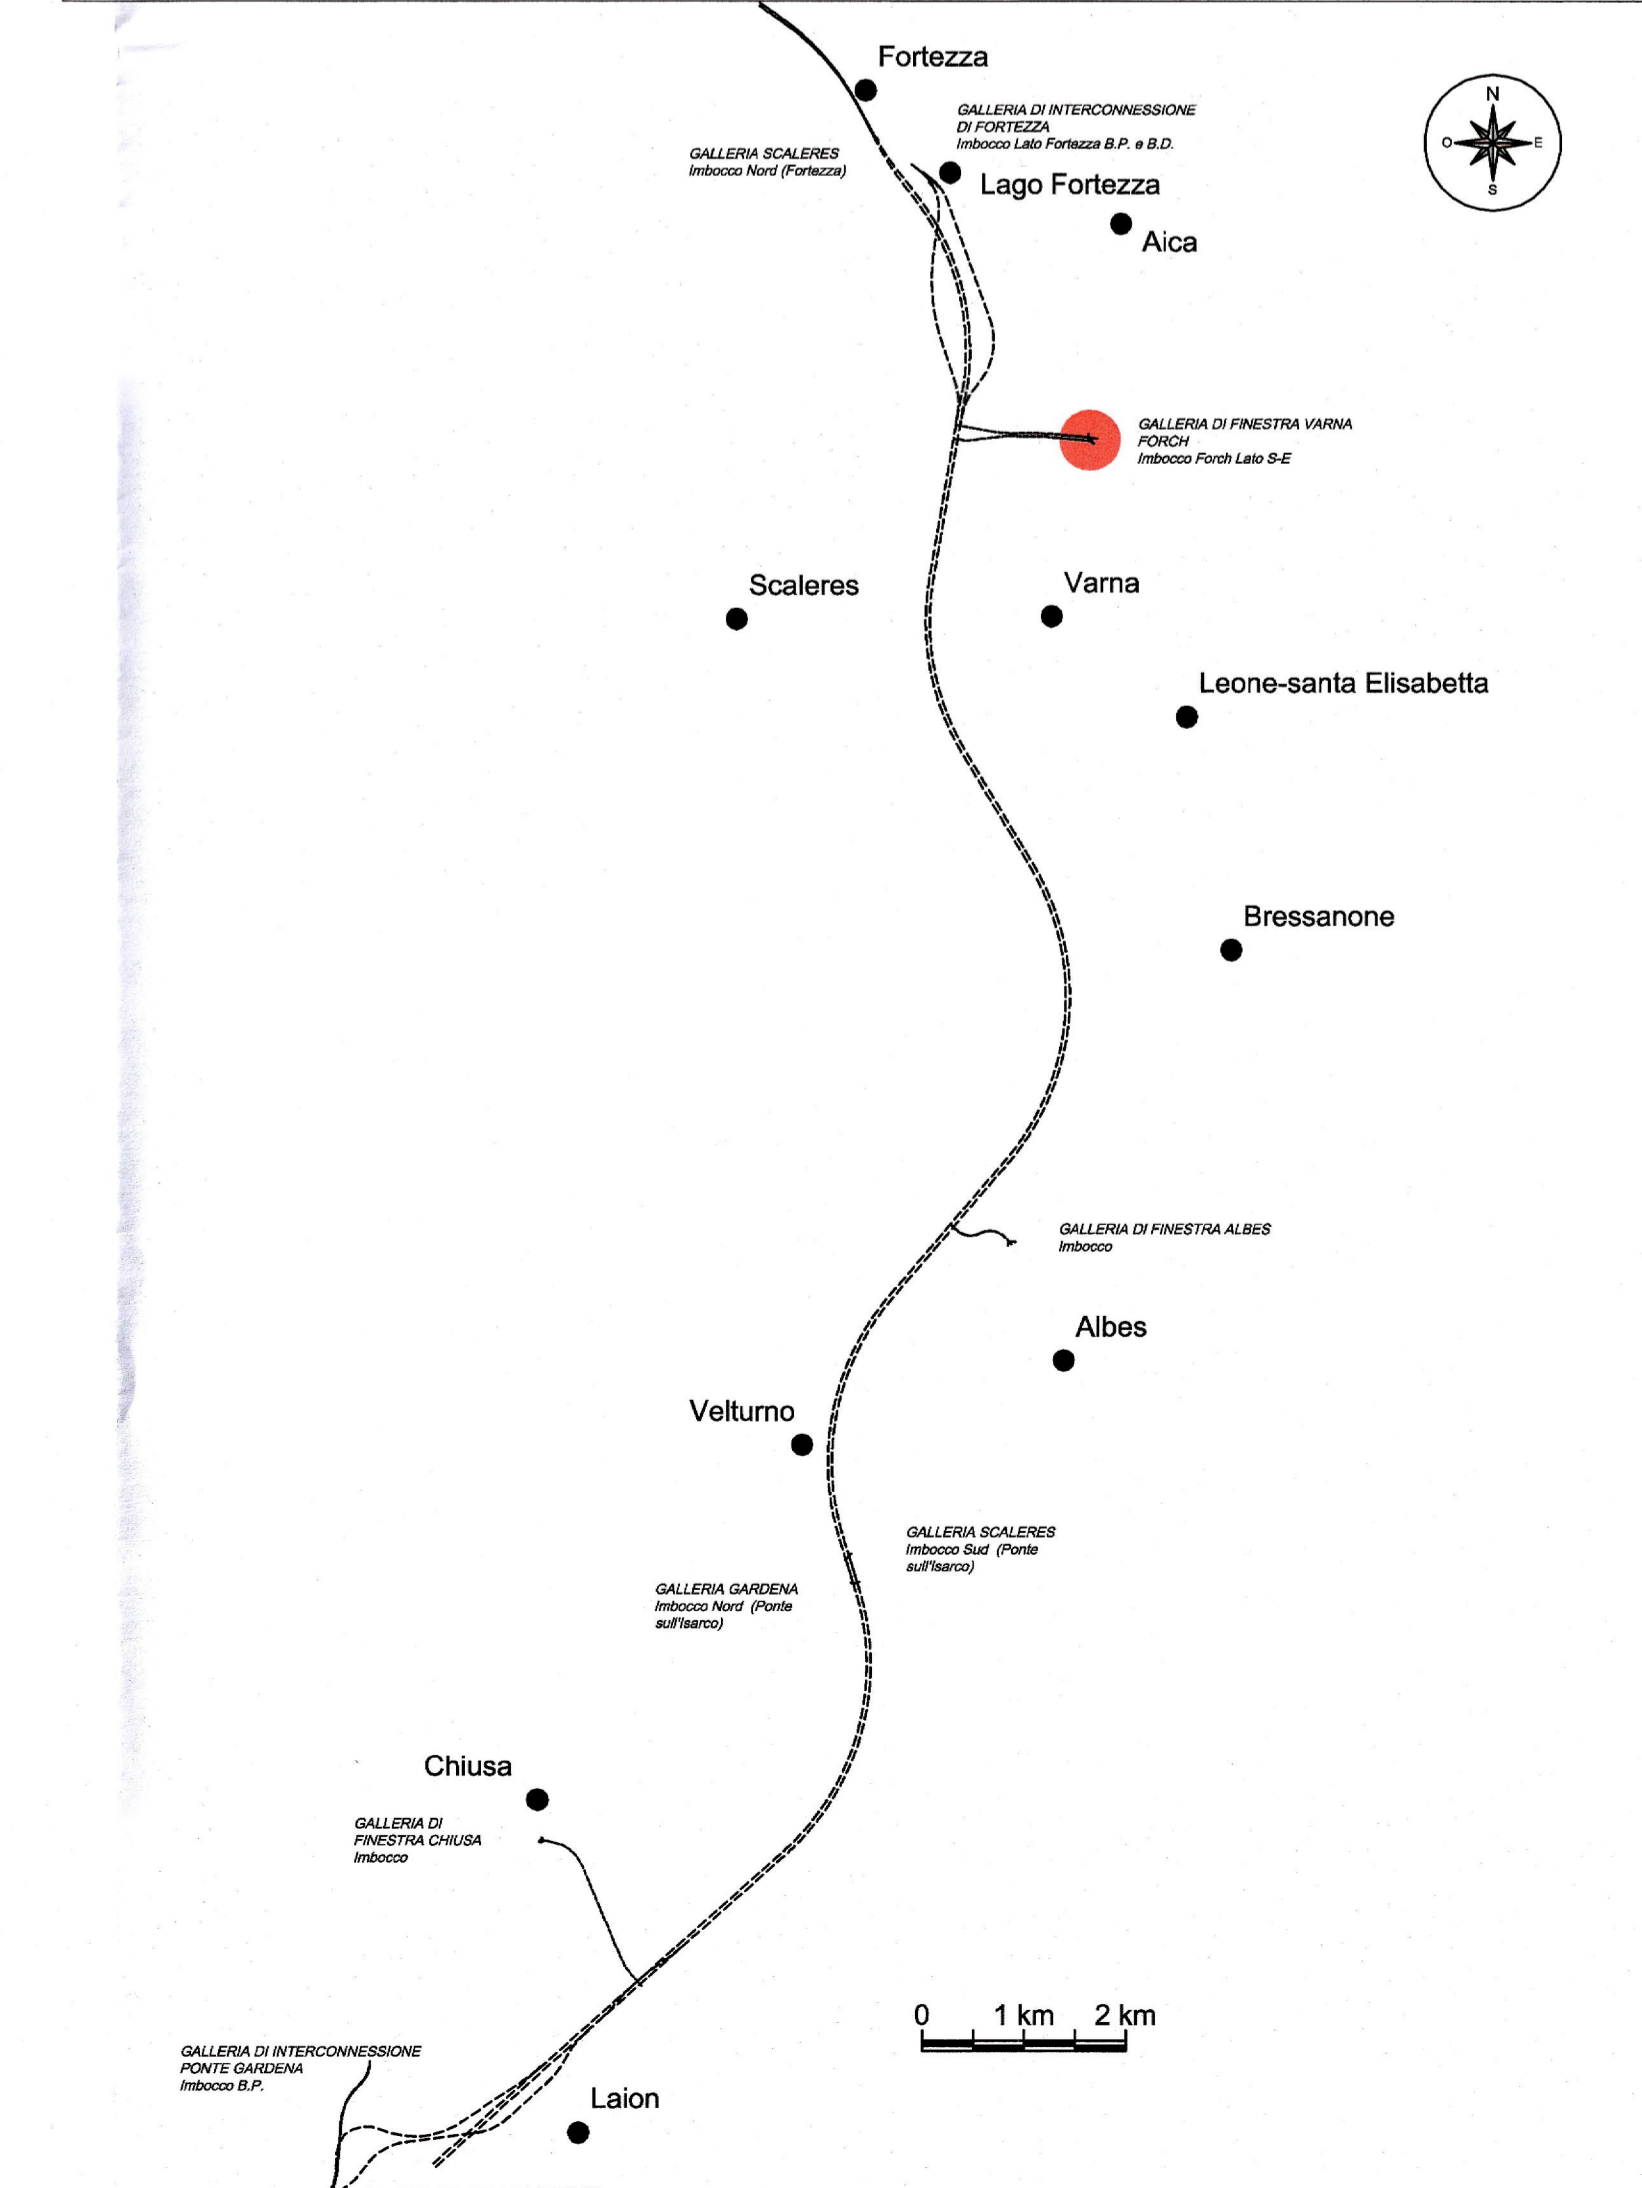 Fortezza
GALLERIA DI INTERCONNESSIONE
DI FORTEZZA
Imbocco Lato Fortezza B.P. e B.D.
N
O
E
S
GALLERIA SCALERES
Imbocco Nord (Fortezza)
Lago Fortezza
Aica
GALLERIA DI FINESTRA VARNA
FORCH
Imbocco Forch Lato S-E
Scaleres
Varna
Leone-santa Elisabetta
Bressanone
GALLERIA DI FINESTRA ALBES
Imbocco
Albes
Velturno
GALLERIA SCALERES
Imbocco Sud (Ponte
sull'Isarco)
GALLERIA GARDENA
Imbocco Nord (Ponte
sull'Isarco)
Chiusa
GALLERIA DI
FINESTRA CHIUSA
Imbocco
0 1 km 2 km
GALLERIA DI INTERCONNESSIONE
PONTE GARDENA
Imbocco B.P.
Laion